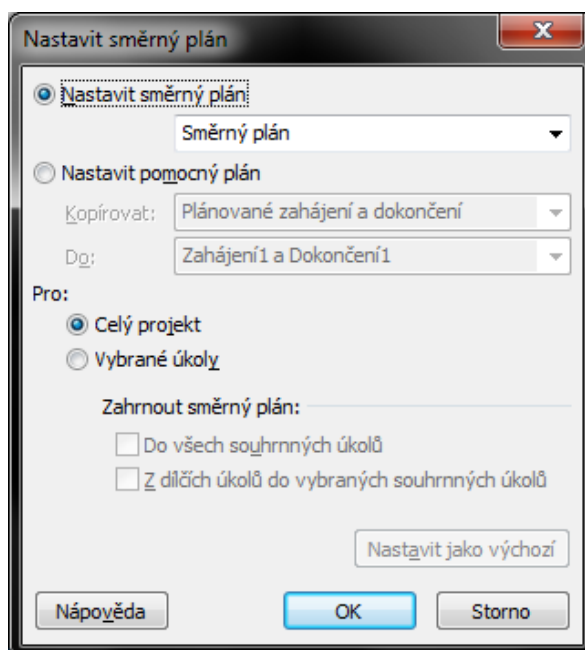 Nastavit směrný plán
Nastavit směrný plán
Směrný plán
Nastavit pomocný plán
Kopírovat: Plánované zahájení a dokončení
Do: Zahájení1 a Dokončení1
Pro:
Celý projekt
Vybrané úkoly
Zahrnout směrný plán:
Do všech souhrnných úkolů
Z dílčích úkolů do vybraných souhrnných úkolů
Nastavit jako výchozí
Nápověda OK Storno